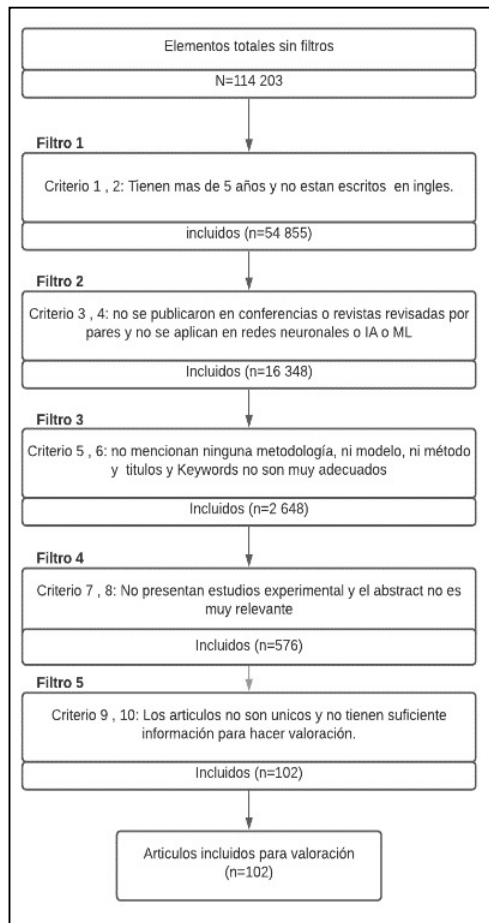 Elementos totales sin filtros
N=114 203
Filtro 1
Criterio 1 , 2: Tienen mas de 5 años y no estan escritos en ingles.
incluidos (n=54 855)
Filtro 2
Criterio 3 , 4: no se publicaron en conferencias o revistas revisadas por
pares y no se aplican en redes neuronales o IA o ML
Incluidos (n=16 348)
Filtro 3
Criterio 5 , 6: no mencionan ninguna metodología, ni modelo, ni método
y titulos y Keywords no son muy adecuados
Incluidos (n=2 648)
Filtro 4
Criterio 7 , 8: No presentan estudios experimental y el abstract no es
muy relevante
Incluidos (n=576)
Filtro 5
Criterio 9 , 10: Los articulos no son unicos y no tienen suficiente
información para hacer valoración.
Incluidos (n=102)
Articulos incluidos para valoración
(n=102)